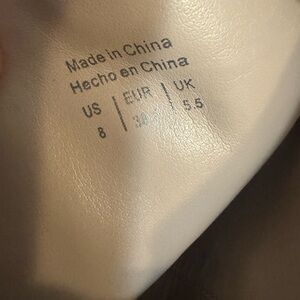 Made in China
Hecho en China
US | EUR | UK
8 | | 5.5